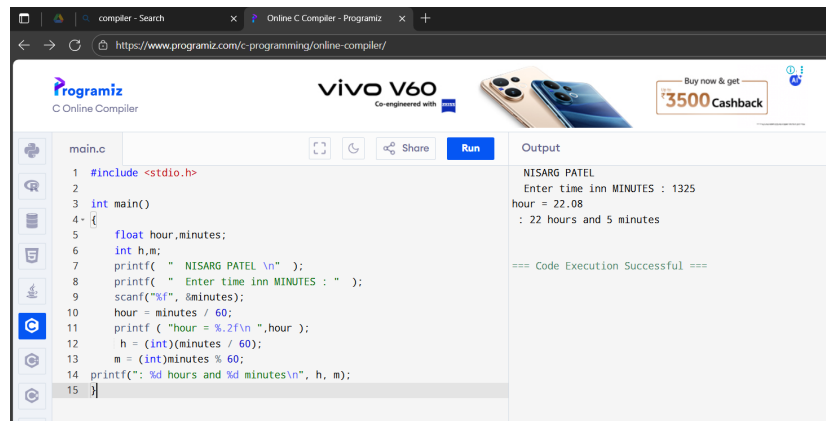 compiler - Search
Online C Compiler - Programiz
https://www.programiz.com/c-programming/online-compiler/
Programiz
C Online Compiler
vivo V60
Co-engineered with ZEISS
Buy now & get
₹3500 Cashback
main.c
Share
Run
Output
1 #include <stdio.h>
2
3 int main()
4 {
5 float hour,minutes;
6 int h,m;
7 printf( "  NISARG PATEL \n"  );
8 printf( "  Enter time inn MINUTES : "  );
9 scanf("%f", &minutes);
10 hour = minutes / 60;
11 printf ( "hour = %.2f\n ",hour );
12 h = (int)(minutes / 60);
13 m = (int)minutes % 60;
14 printf(": %d hours and %d minutes\n", h, m);
15 }
NISARG PATEL
Enter time inn MINUTES : 1325
hour = 22.08
: 22 hours and 5 minutes
=== Code Execution Successful ===